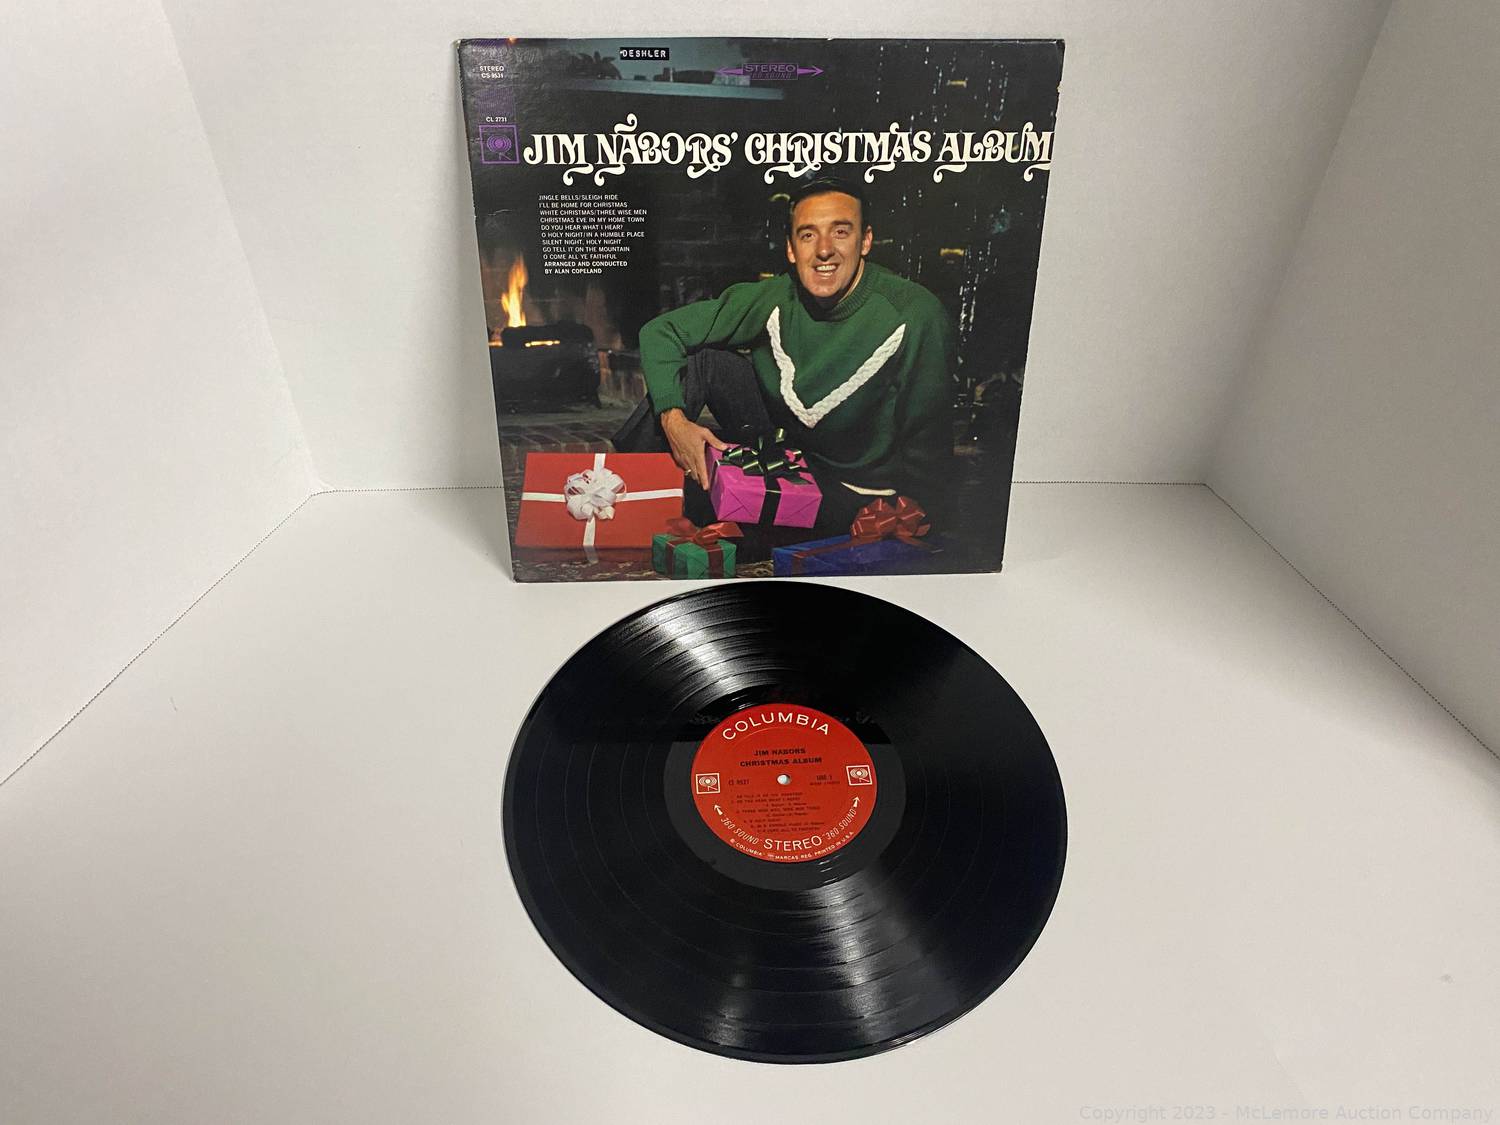 DESHLER
STEREO
CS 9531
STEREO
360 SOUND
CL 2731
JIM NABORS' CHRISTMAS ALBUM
JINGLE BELLS/SLEIGH RIDE
I'LL BE HOME FOR CHRISTMAS
WHITE CHRISTMAS/THREE WISE MEN
CHRISTMAS EVE IN MY HOME TOWN
DO YOU HEAR WHAT I HEAR?
O HOLY NIGHT/IN A HUMBLE PLACE
SILENT NIGHT, HOLY NIGHT
GO TELL IT ON THE MOUNTAIN
O COME ALL YE FAITHFUL
ARRANGED AND CONDUCTED
BY ALAN COPELAND
COLUMBIA
JIM NABORS
CHRISTMAS ALBUM
"360 SOUND" STEREO "360 SOUND"
® "COLUMBIA" MARCAS REG. PRINTED IN U.S.A.
Copyright 2023 - McLemore Auction Company